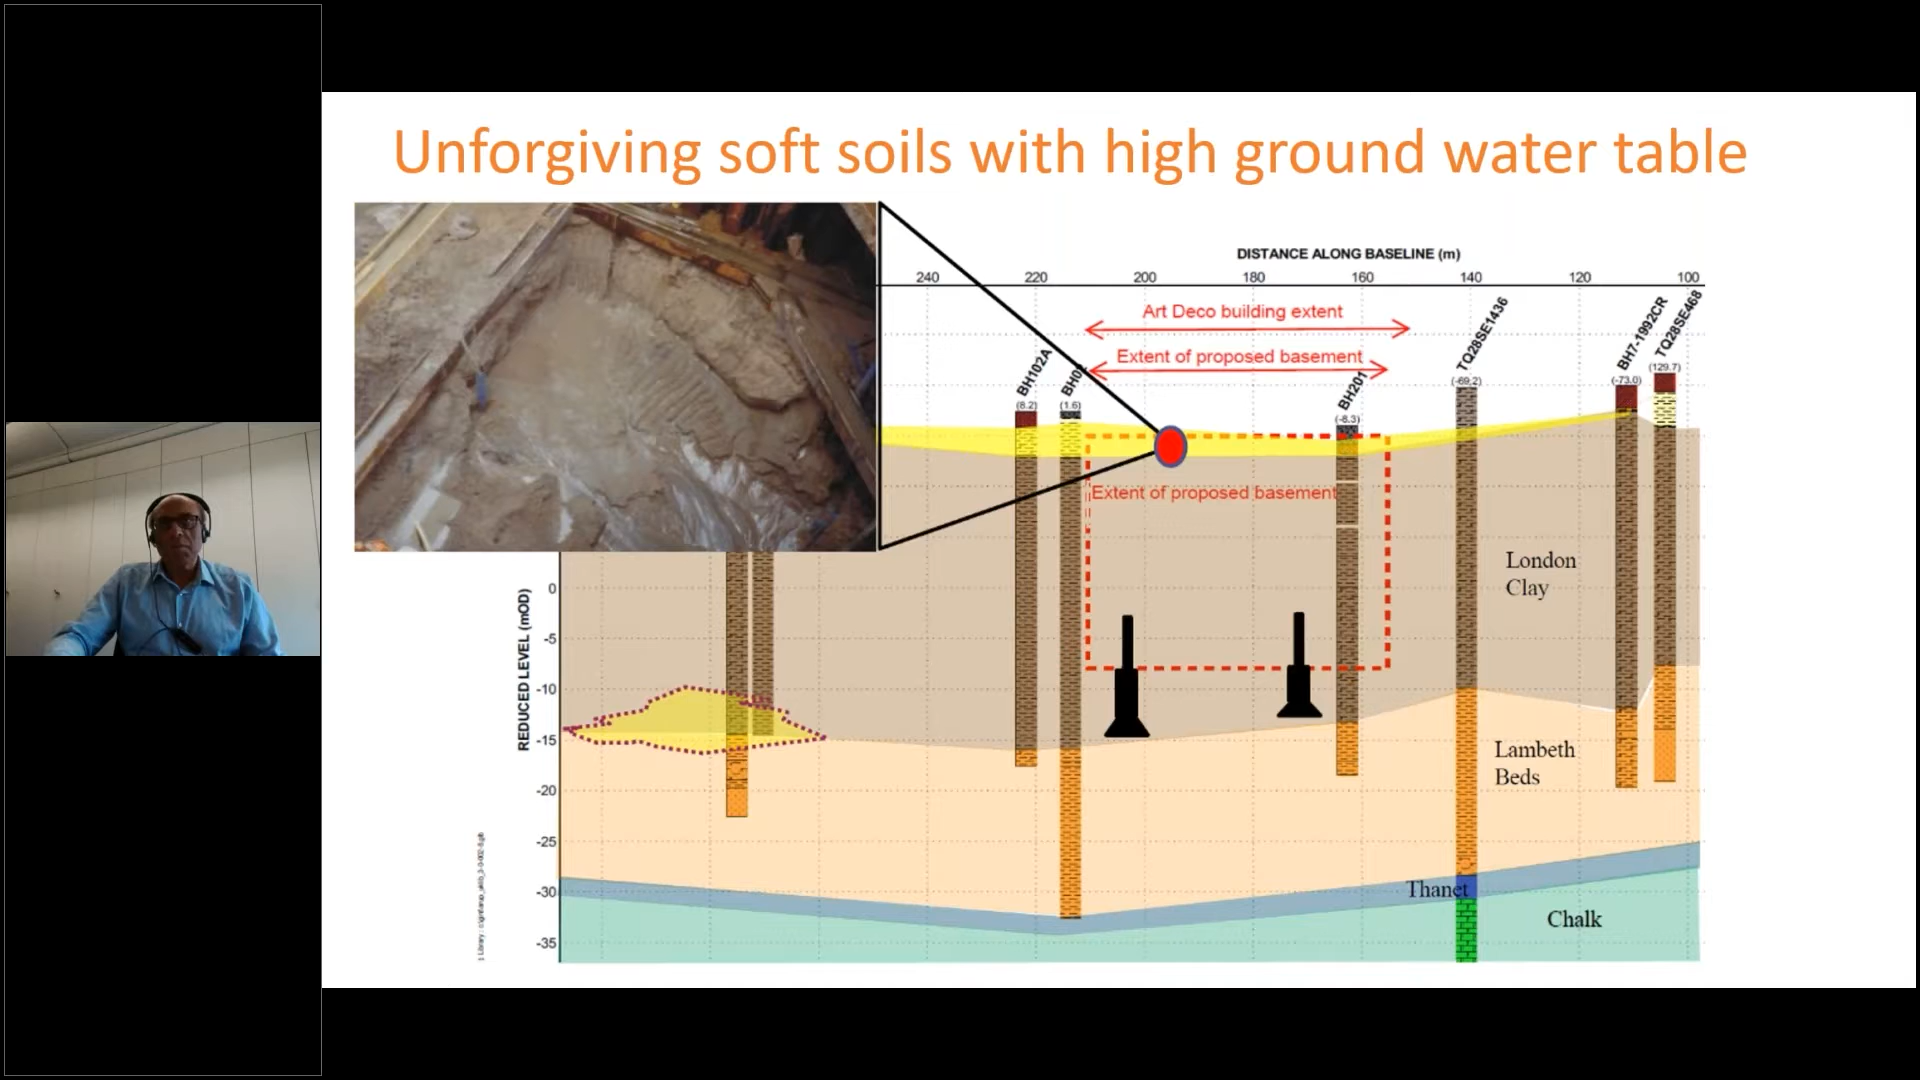 Unforgiving soft soils with high ground water table
DISTANCE ALONG BASELINE (m)
240 220 200 180 160 140 120 100
Art Deco building extent
Extent of proposed basement
BH102A
(8.2)
(1.6)
BH201
(-8.3)
TQ28SE1436
(-69.2)
BH7-1992CR
(-73.0)
TQ28SE468
(129.7)
Extent of proposed basement
London
Clay
REDUCED LEVEL (mOD)
0
-5
-10
-15
-20
-25
-30
-35
Lambeth
Beds
Thanet
Chalk